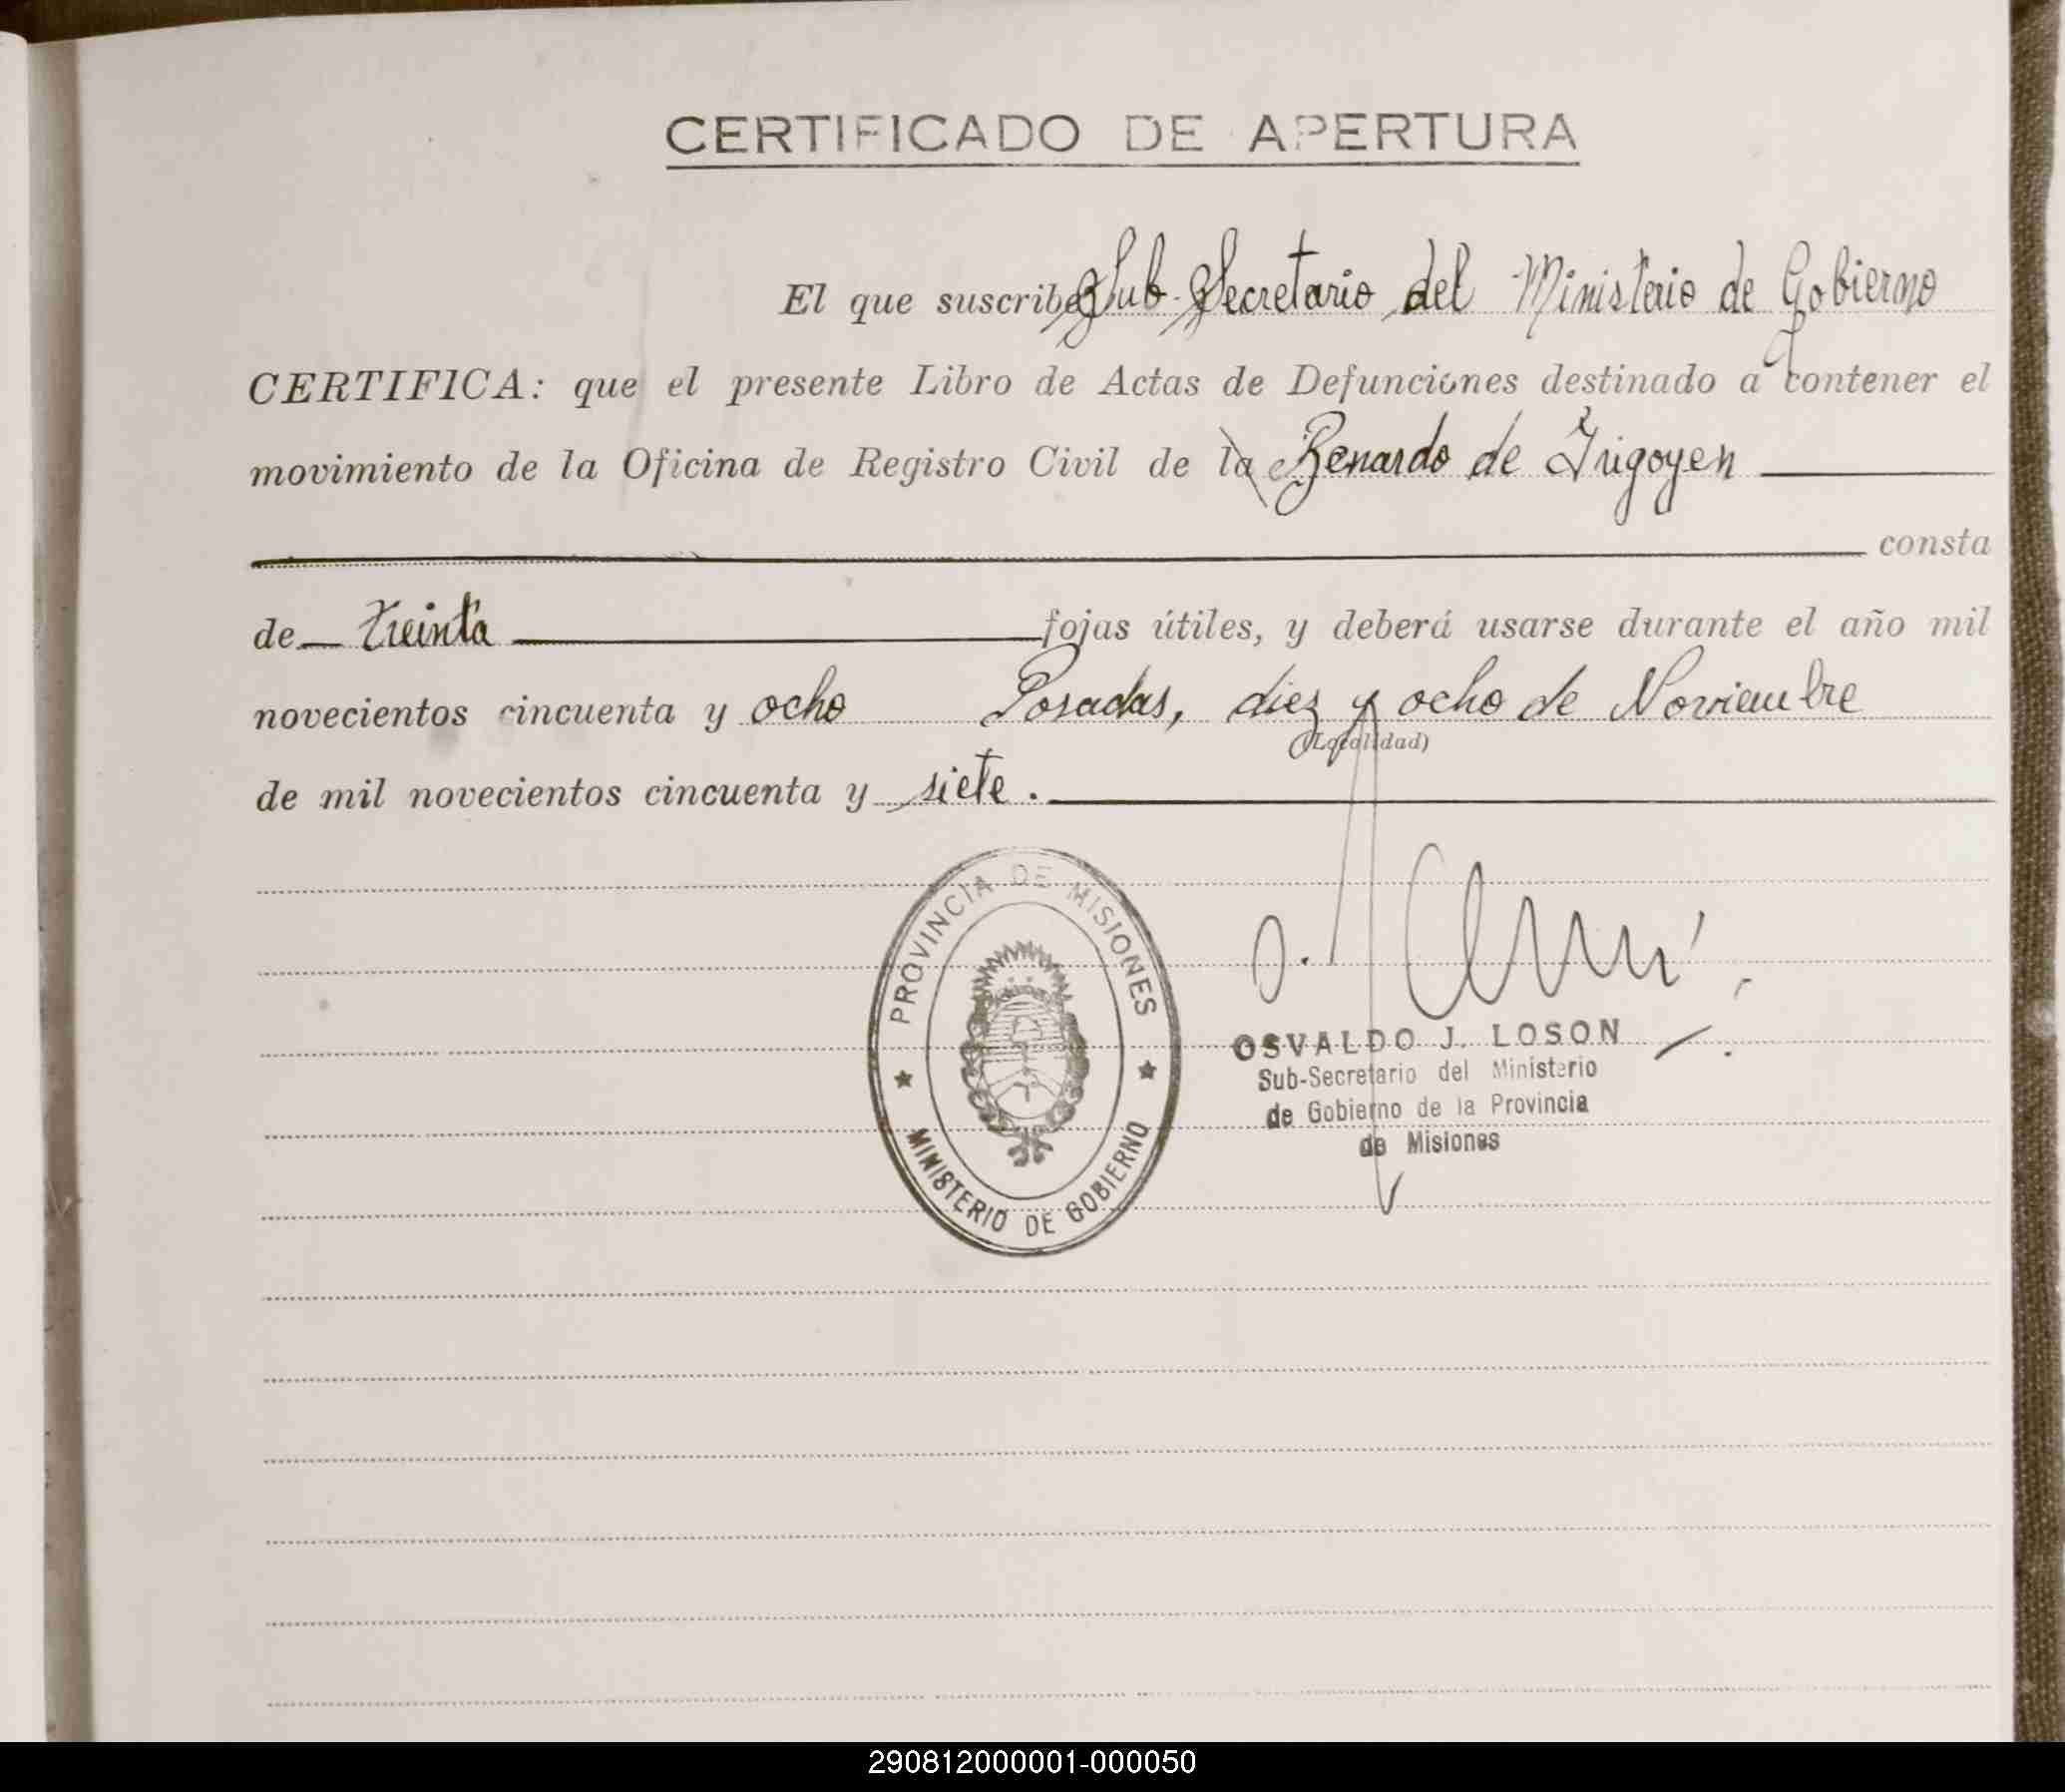 CERTIFICADO DE APERTURA
El que suscribe, Sub-Secretario del Ministerio de Gobierno
CERTIFICA: que el presente Libro de Actas de Defunciones destinado a contener el
movimiento de la Oficina de Registro Civil de la Benardo de Irigoyen
consta
de treinta fojas útiles, y deberá usarse durante el año mil
novecientos cincuenta y ocho Posadas, diez y ocho de Noviembre
(Localidad)
de mil novecientos cincuenta y siete.
PROVINCIA DE MISIONES
MINISTERIO DE GOBIERNO
OSVALDO J. LOSON
Sub-Secretario del Ministerio
de Gobierno de la Provincia
de Misiones
290812000001-000050